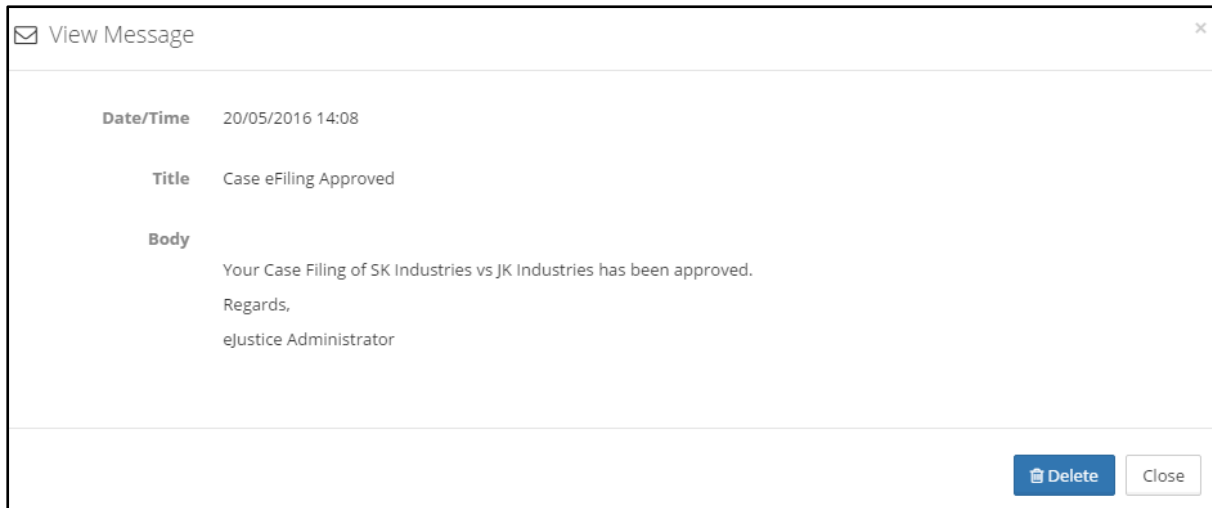 View Message
×
Date/Time 20/05/2016 14:08
Title Case eFiling Approved
Body
Your Case Filing of SK Industries vs JK Industries has been approved.
Regards,
eJustice Administrator
Delete Close